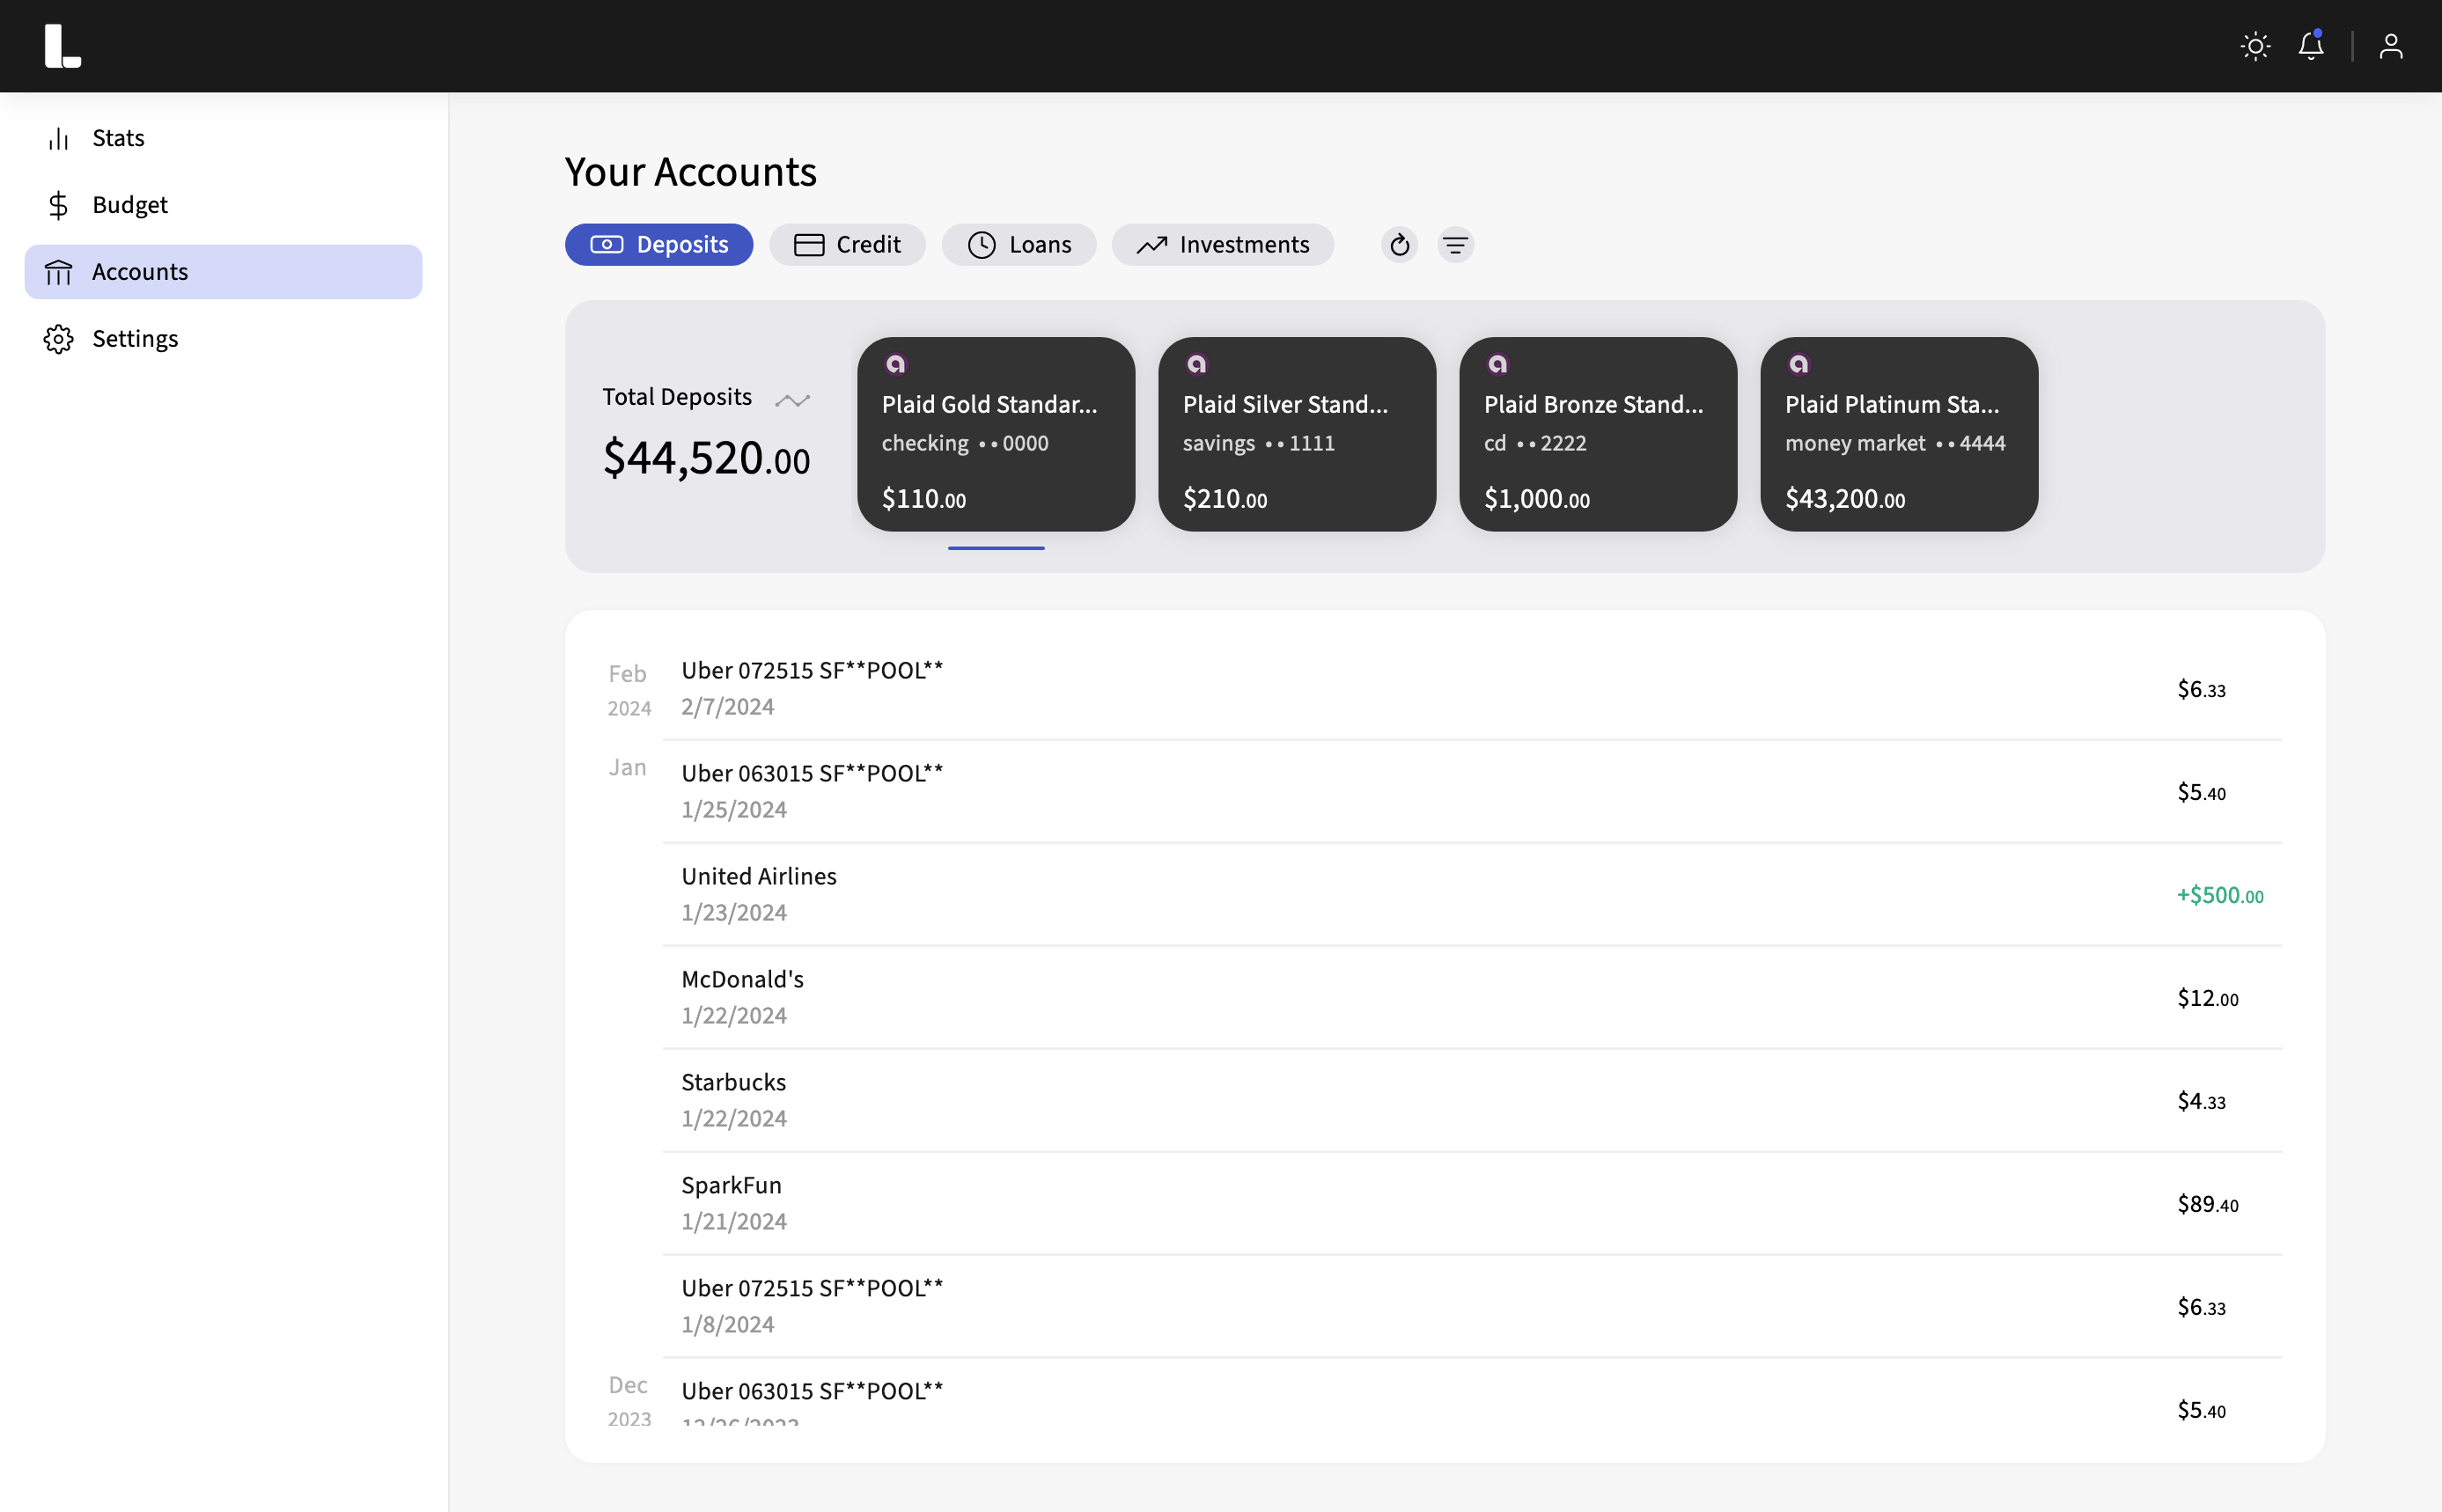 L
Stats
Budget
Accounts
Settings
Your Accounts
Deposits
Credit
Loans
Investments
Total Deposits
$44,520.00
Plaid Gold Standar...
checking ••0000
$110.00
Plaid Silver Stand...
savings ••1111
$210.00
Plaid Bronze Stand...
cd ••2222
$1,000.00
Plaid Platinum Sta...
money market ••4444
$43,200.00
Feb
2024
Uber 072515 SF**POOL**
2/7/2024
$6.33
Jan
Uber 063015 SF**POOL**
1/25/2024
$5.40
United Airlines
1/23/2024
+$500.00
McDonald's
1/22/2024
$12.00
Starbucks
1/22/2024
$4.33
SparkFun
1/21/2024
$89.40
Uber 072515 SF**POOL**
1/8/2024
$6.33
Dec
2023
Uber 063015 SF**POOL**
12/26/2023
$5.40